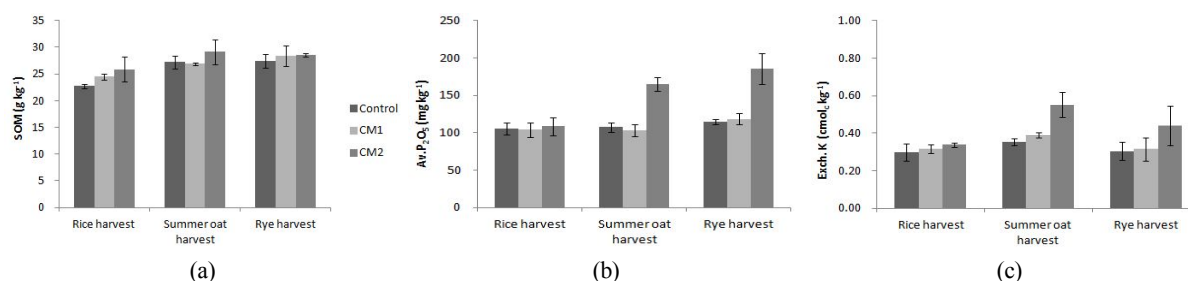 SOM (g kg⁻¹)
35
30
25
20
15
10
5
0
Rice harvest
Summer oat
harvest
Rye harvest
Control
CM1
CM2
(a)
Av.P₂O₅ (mg kg⁻¹)
250
200
150
100
50
0
Rice harvest
Summer oat
harvest
Rye harvest
(b)
Exch. K (cmol꜀ kg⁻¹)
1.00
0.80
0.60
0.40
0.20
0.00
Rice harvest
Summer oat
harvest
Rye harvest
(c)